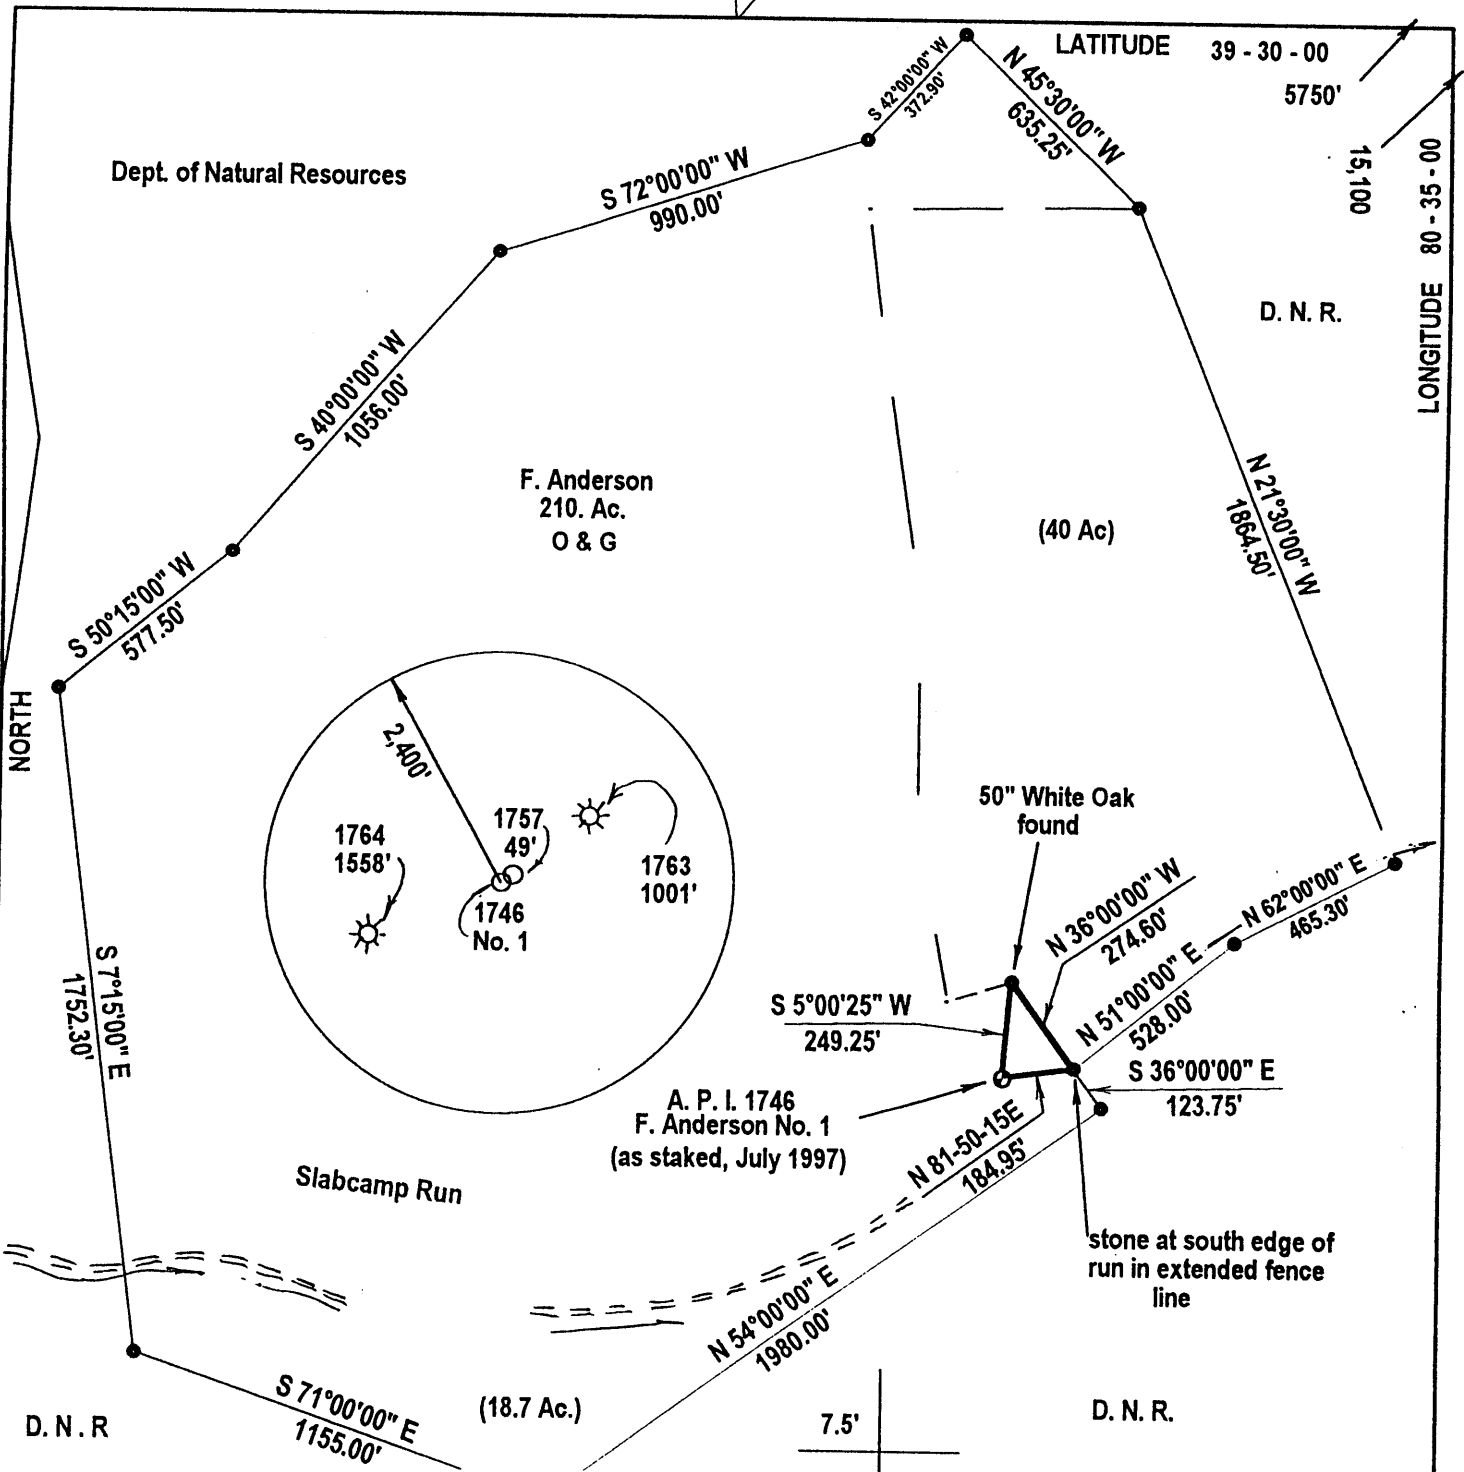 LATITUDE 39 - 30 - 00
5750'
15,100
LONGITUDE 80 - 35 - 00
S 42°00'00" W
372.90'
N 45°30'00" W
635.25'
Dept. of Natural Resources
S 72°00'00" W
990.00'
D. N. R.
S 40°00'00" W
1056.00'
F. Anderson
210. Ac.
O & G
(40 Ac)
N 21°30'00" W
1864.50'
S 50°15'00" W
577.50'
NORTH
2,400'
1757
49'
1764
1558'
1763
1001'
1746
No. 1
50" White Oak
found
N 36°00'00" W
274.60'
N 62°00'00" E
465.30'
N 51°00'00" E
528.00'
S 5°00'25" W
249.25'
S 7°15'00" E
1752.30'
S 36°00'00" E
123.75'
A. P. I. 1746
F. Anderson No. 1
(as staked, July 1997)
N 81-50-15E
184.95'
Slabcamp Run
stone at south edge of
run in extended fence
line
N 54°00'00" E
1980.00'
S 71°00'00" E
1155.00'
(18.7 Ac.)
D. N . R
7.5'
D. N. R.